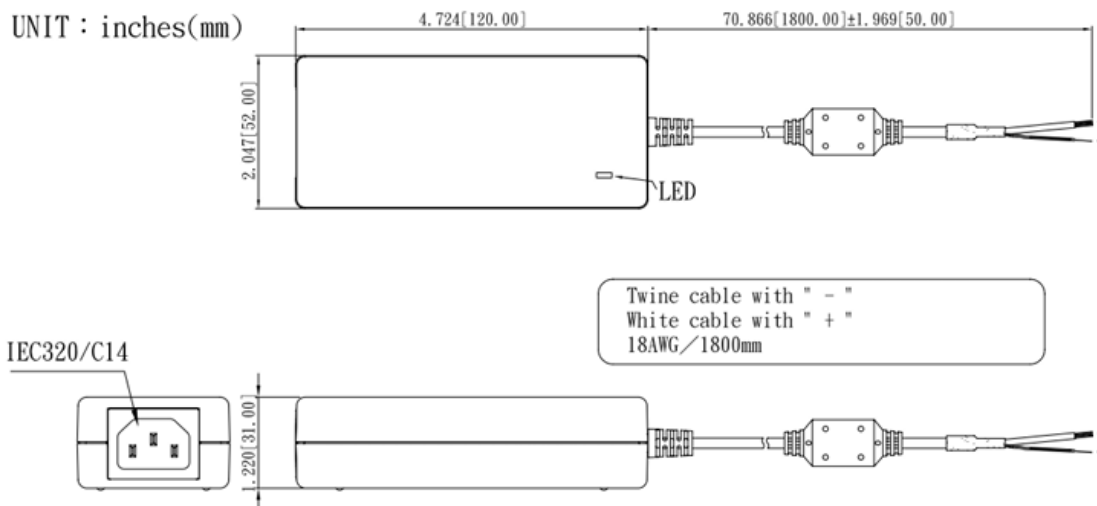 UNIT：inches(mm)
4.724[120.00]
70.866[1800.00]±1.969[50.00]
2.047[52.00]
LED
Twine cable with " - "
White cable with " + "
18AWG／1800mm
IEC320/C14
1.220[31.00]